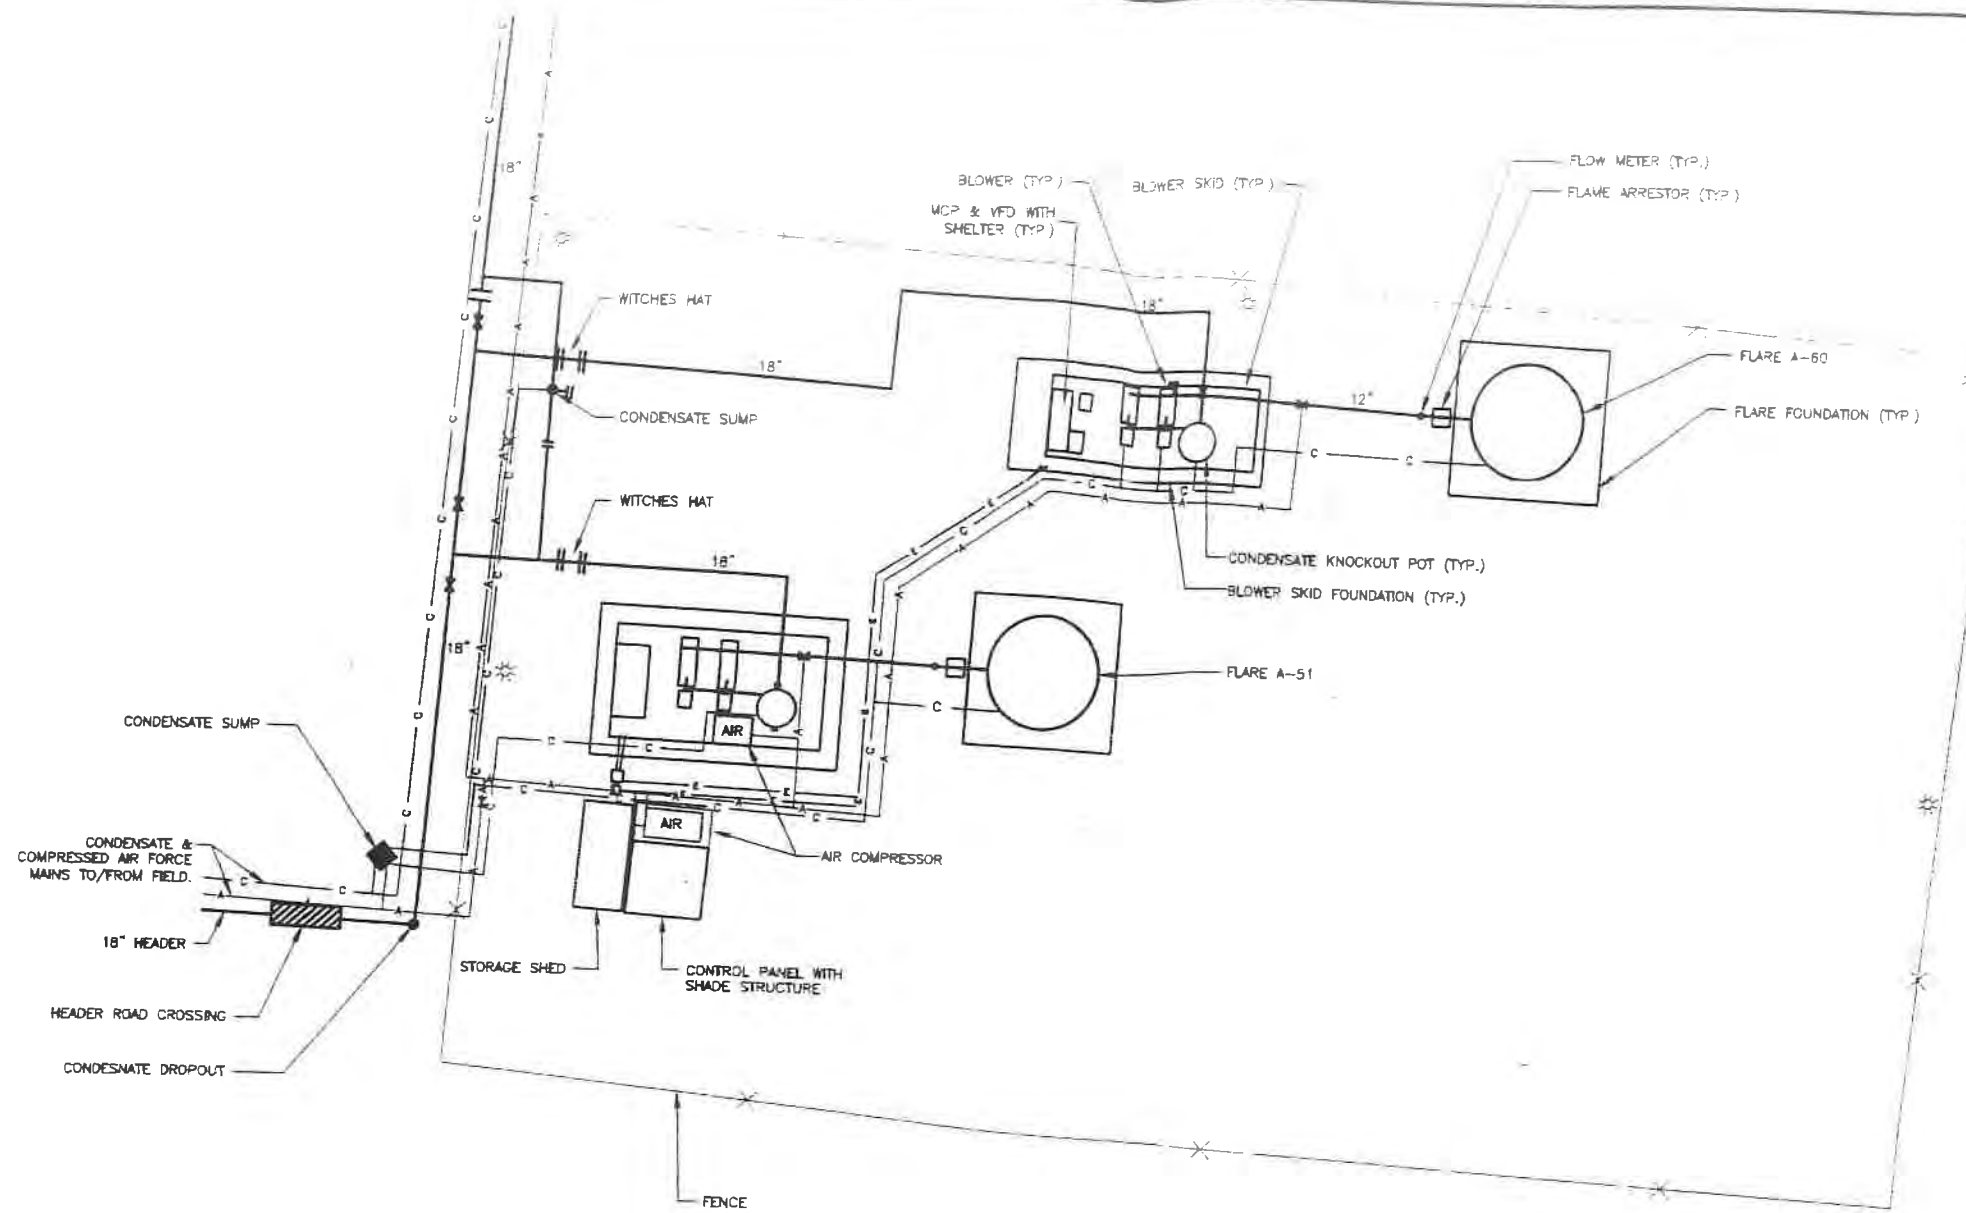 18"
BLOWER (TYP.)
BLOWER SKID (TYP.)
FLOW METER (TYP.)
FLAME ARRESTOR (TYP.)
MCP & VFD WITH
SHELTER (TYP.)
WITCHES HAT
18"
18"
12"
FLARE A-60
FLARE FOUNDATION (TYP.)
CONDENSATE SUMP
WITCHES HAT
18"
CONDENSATE KNOCKOUT POT (TYP.)
BLOWER SKID FOUNDATION (TYP.)
18"
FLARE A-51
CONDENSATE SUMP
AIR
AIR
AIR COMPRESSOR
CONDENSATE &
COMPRESSED AIR FORCE
MAINS TO/FROM FIELD.
18" HEADER
STORAGE SHED
CONTROL PANEL WITH
SHADE STRUCTURE
HEADER ROAD CROSSING
CONDESNATE DROPOUT
FENCE